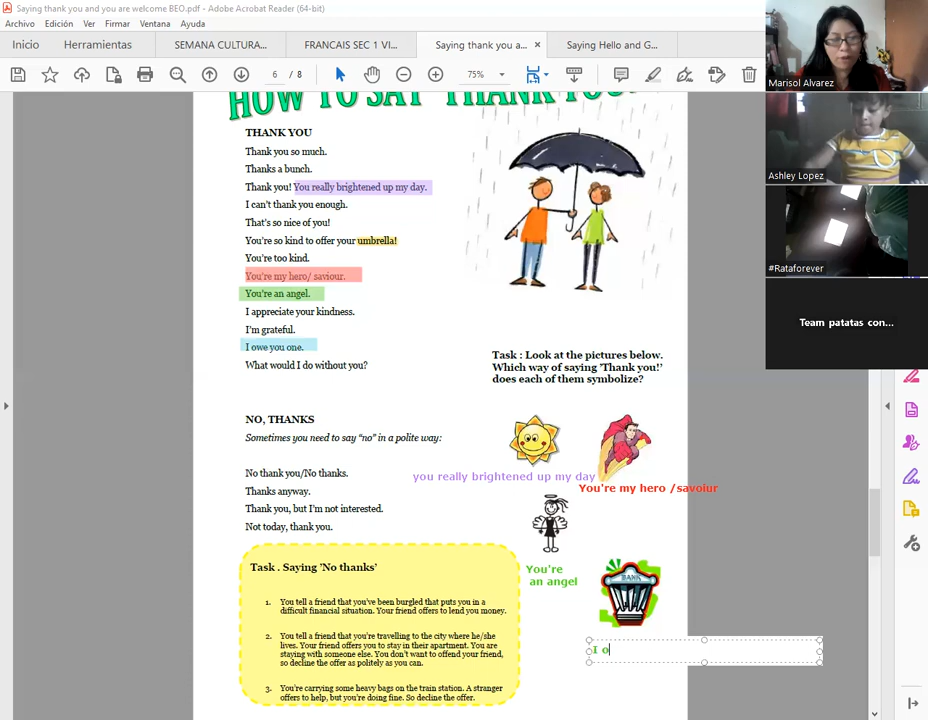 Saying thank you and you are welcome BEO.pdf - Adobe Acrobat Reader (64-bit)
Archivo Edición Ver Firmar Ventana Ayuda
Inicio Herramientas SEMANA CULTURA... FRANCAIS SEC 1 VI... Saying thank you a... × Saying Hello and G...
6 / 8 75%
Marisol Alvarez
Ashley Lopez
#Rataforever
Team patatas con...
HOW TO SAY "THANK YOU"
THANK YOU
Thank you so much.
Thanks a bunch.
Thank you! You really brightened up my day.
I can't thank you enough.
That's so nice of you!
You're so kind to offer your umbrella!
You're too kind.
You're my hero/ saviour.
You're an angel.
I appreciate your kindness.
I'm grateful.
I owe you one.
What would I do without you?
Task : Look at the pictures below.
Which way of saying 'Thank you!'
does each of them symbolize?
NO, THANKS
Sometimes you need to say "no" in a polite way:
No thank you/No thanks.
Thanks anyway.
Thank you, but I'm not interested.
Not today, thank you.
you really brightened up my day
You're my hero /savoiur
You're
an angel
BANK
I o
Task . Saying 'No thanks'
1. You tell a friend that you've been burgled that puts you in a
difficult financial situation. Your friend offers to lend you money.
2. You tell a friend that you're travelling to the city where he/she
lives. Your friend offers you to stay in their apartment. You are
staying with someone else. You don't want to offend your friend,
so decline the offer as politely as you can.
3. You're carrying some heavy bags on the train station. A stranger
offers to help, but you're doing fine. So decline the offer.